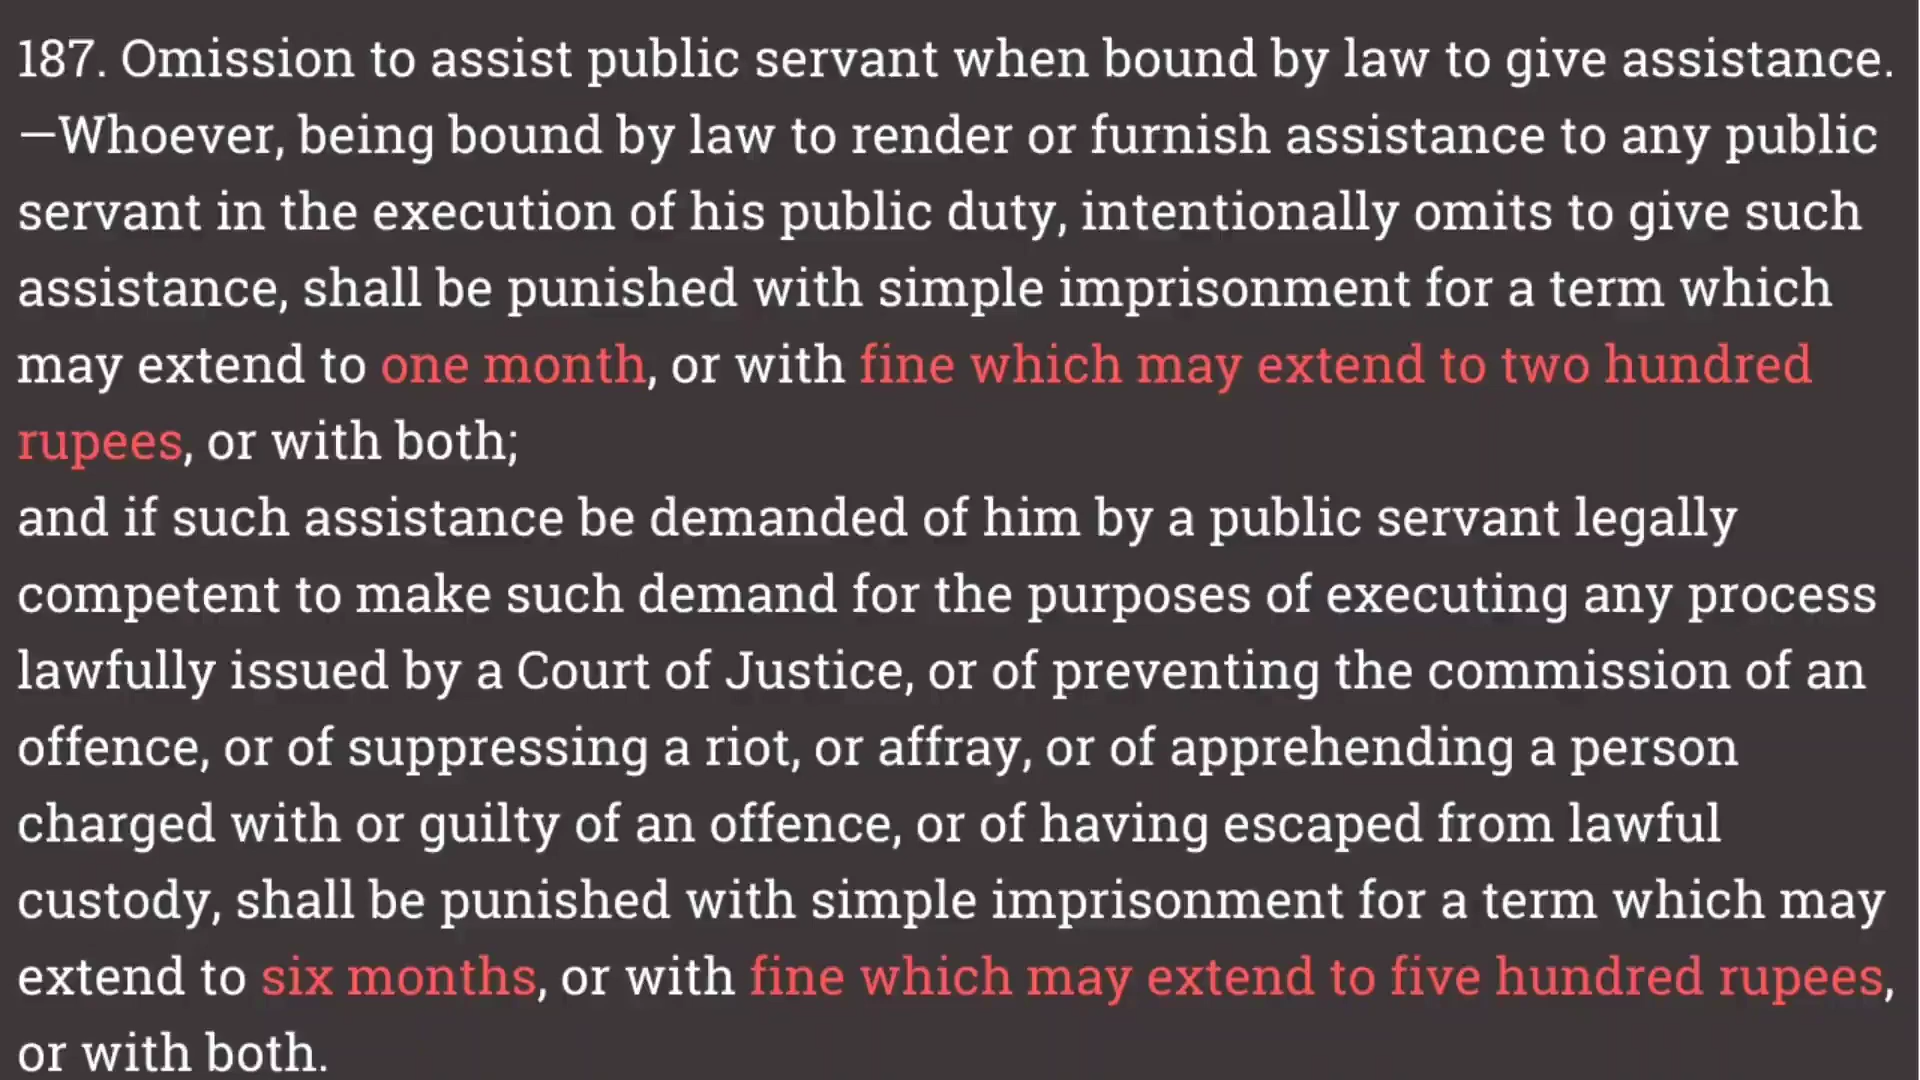 187. Omission to assist public servant when bound by law to give assistance.
—Whoever, being bound by law to render or furnish assistance to any public
servant in the execution of his public duty, intentionally omits to give such
assistance, shall be punished with simple imprisonment for a term which
may extend to one month, or with fine which may extend to two hundred
rupees, or with both;
and if such assistance be demanded of him by a public servant legally
competent to make such demand for the purposes of executing any process
lawfully issued by a Court of Justice, or of preventing the commission of an
offence, or of suppressing a riot, or affray, or of apprehending a person
charged with or guilty of an offence, or of having escaped from lawful
custody, shall be punished with simple imprisonment for a term which may
extend to six months, or with fine which may extend to five hundred rupees,
or with both.